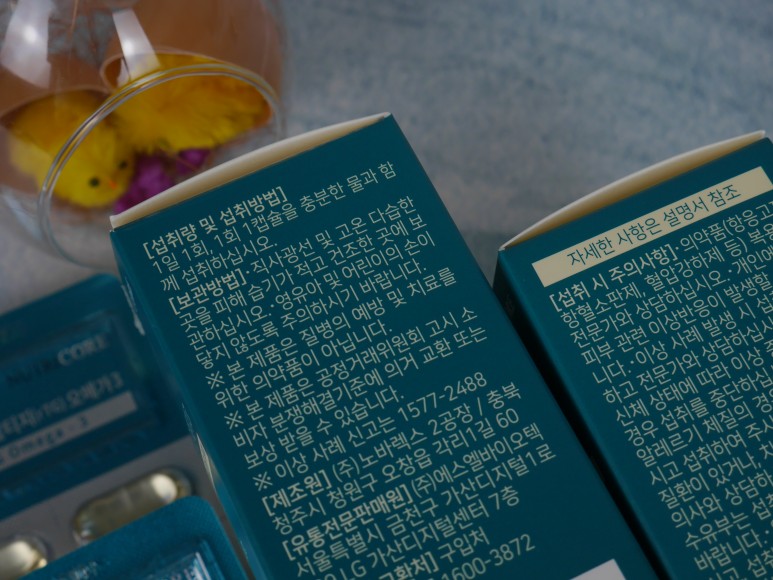 [섭취량 및 섭취방법]
1일 1회, 1회 1캡슐을 충분한 물과 함
께 섭취하십시오.
[보관방법] · 직사광선 및 고온 다습한
곳을 피해 습기가 적고 건조한 곳에 보
관하십시오. · 영유아 및 어린이의 손이
닿지 않도록 주의하시기 바랍니다.
※ 본 제품은 질병의 예방 및 치료를
위한 의약품이 아닙니다.
※ 본 제품은 공정거래위원회 고시 소
비자 분쟁해결기준에 의거 교환 또는
보상 받을 수 있습니다.
※ 이상 사례 신고는 1577-2488
[제조원] (주)노바렉스 2공장 / 충북
청주시 청원구 오창읍 각리1길 60
[유통전문판매원] (주)에스엘바이오텍
서울특별시 금천구 가산디지털1로
LG 가산디지털센터 7층
구입처
1600-3872
자세한 사항은 설명서 참조
[섭취 시 주의사항] · 의약품(항응고
항혈소판제, 혈압강하제 등) 복용
전문가와 상담하십시오. · 개인에
피부 관련 이상반응이 발생할
니다. · 이상 사례 발생 시 섭
하고 전문가와 상담하십시
신체 상태에 따라 이상
경우 섭취를 중단하십
알레르기 체질의 경
시고 섭취하여 주시
질환이 있거나,
의사와 상담하
수유부는 섭
바랍니다.
Omega - 3